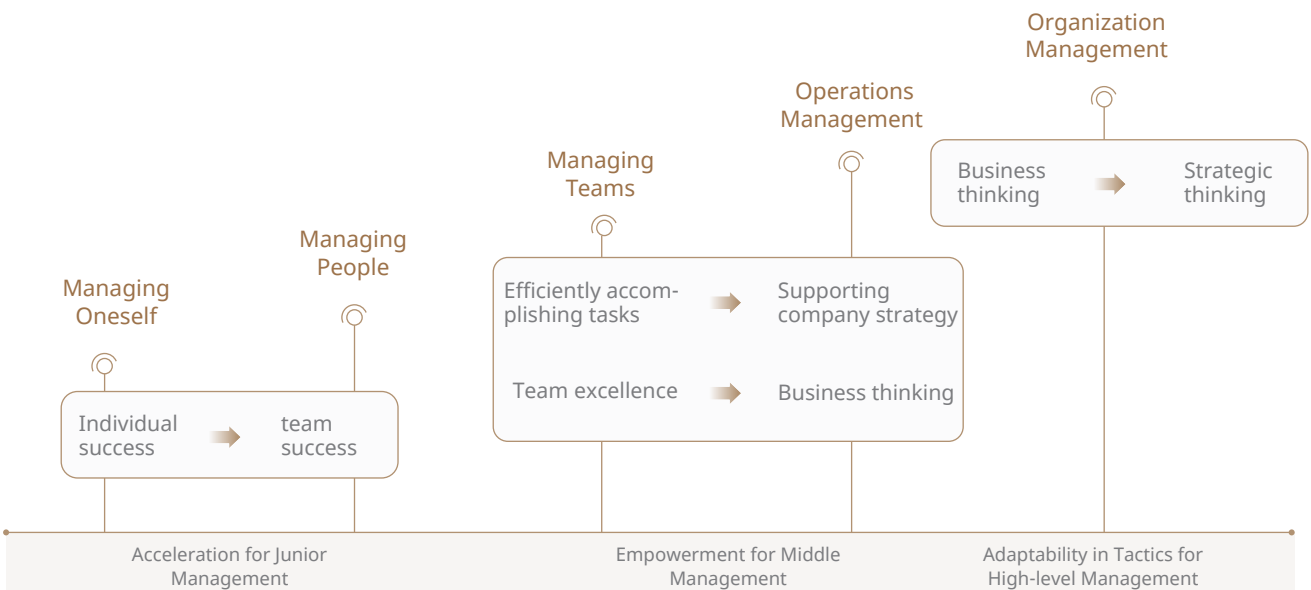 Organization
Management
Operations
Management
Managing
Teams
Managing
People
Managing
Oneself
Business
thinking
Strategic
thinking
Efficiently accom-
plishing tasks
Supporting
company strategy
Team excellence
Business thinking
Individual
success
team
success
Acceleration for Junior
Management
Empowerment for Middle
Management
Adaptability in Tactics for
High-level Management